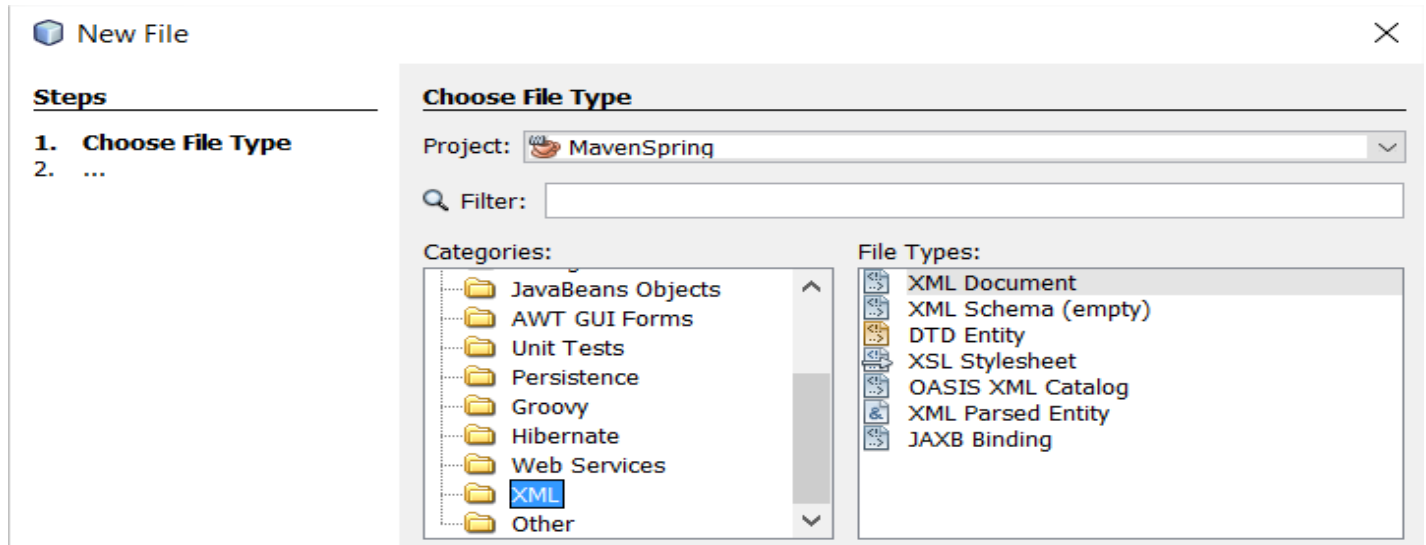 New File
Steps
1. Choose File Type
2. ...
Choose File Type
Project: MavenSpring
Filter:
Categories:
JavaBeans Objects
AWT GUI Forms
Unit Tests
Persistence
Groovy
Hibernate
Web Services
XML
Other
File Types:
XML Document
XML Schema (empty)
DTD Entity
XSL Stylesheet
OASIS XML Catalog
XML Parsed Entity
JAXB Binding